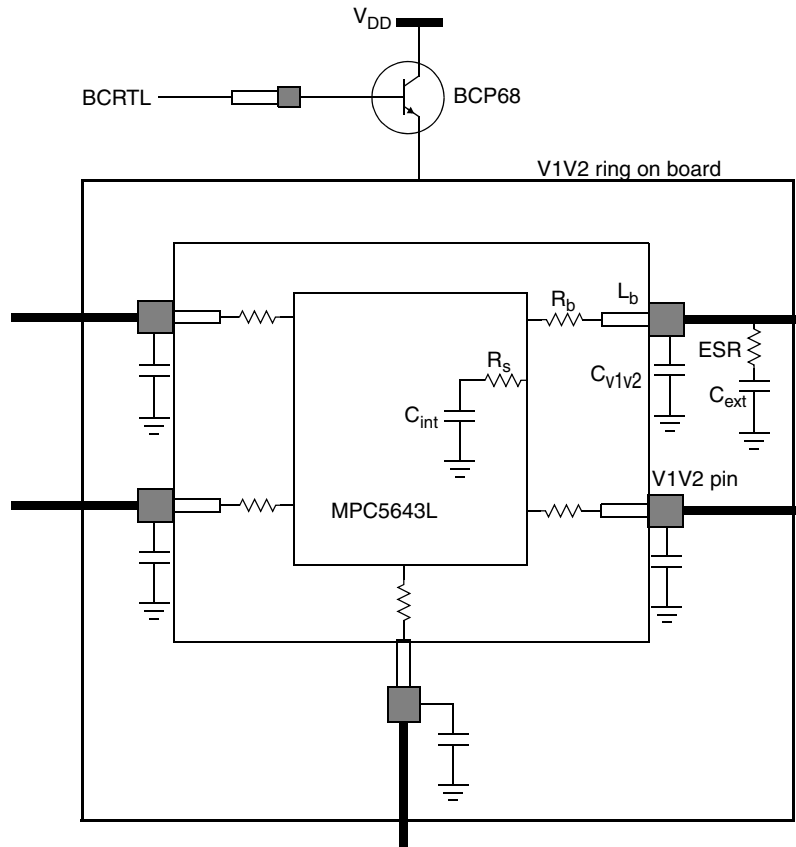 VDD
BCRTL
BCP68
V1V2 ring on board
Rb
Lb
Rs
ESR
Cv1v2
Cext
Cint
V1V2 pin
MPC5643L